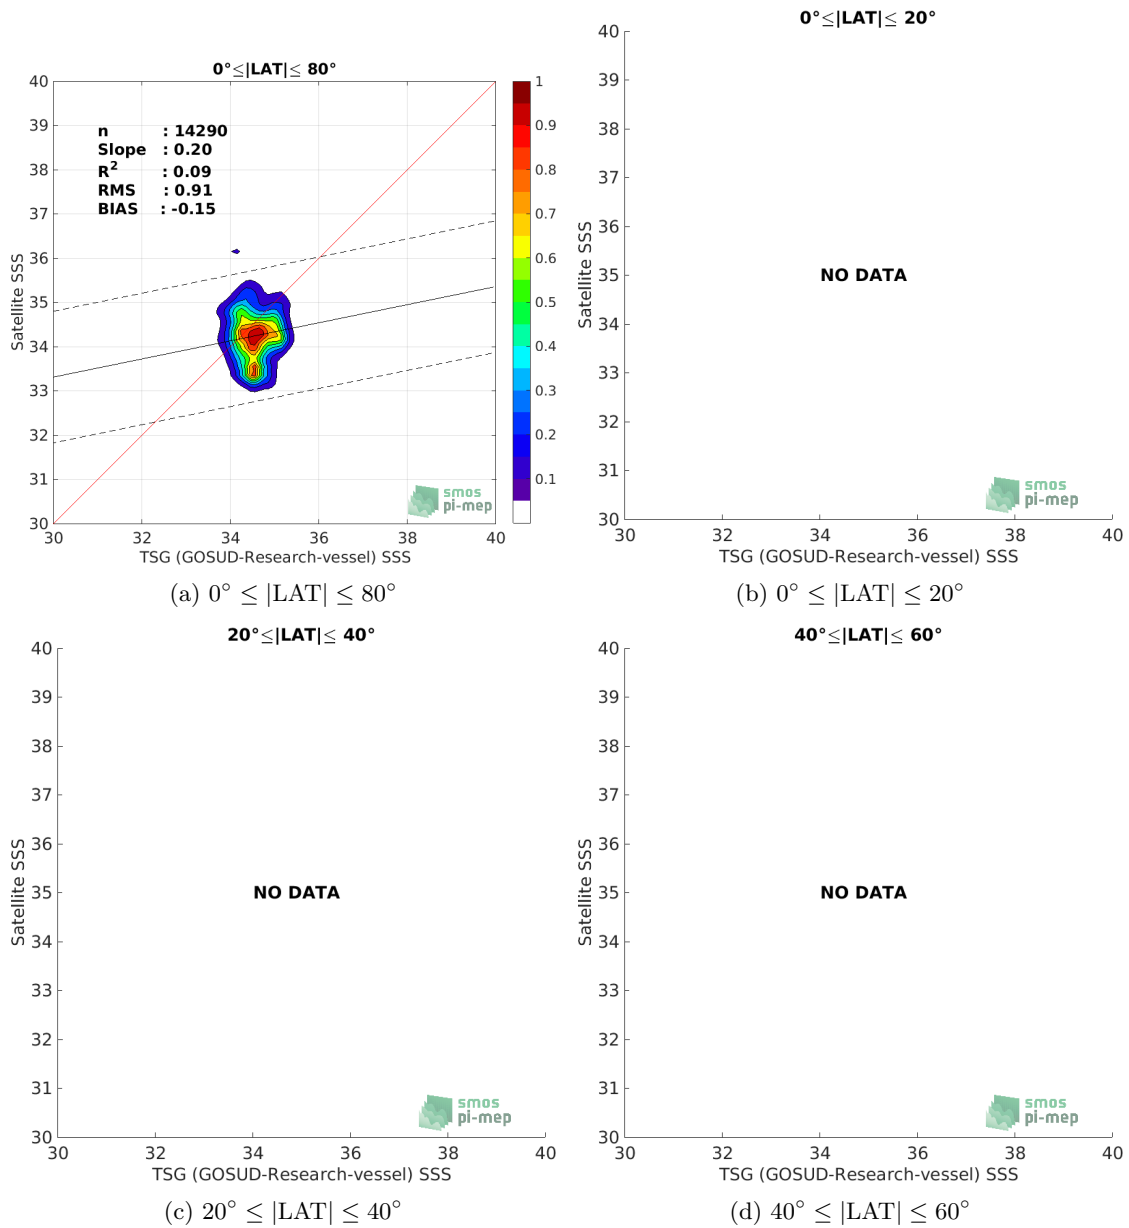 0°≤|LAT|≤ 80°
40
39
38
37
36
35
34
33
32
31
30
Satellite SSS
n : 14290
Slope : 0.20
R² : 0.09
RMS : 0.91
BIAS : -0.15
1
0.9
0.8
0.7
0.6
0.5
0.4
0.3
0.2
0.1
smos
pi-mep
30 32 34 36 38 40
TSG (GOSUD-Research-vessel) SSS
(a) 0° ≤ |LAT| ≤ 80°
0°≤|LAT|≤ 20°
40
39
38
37
36
35
34
33
32
31
30
Satellite SSS
NO DATA
smos
pi-mep
30 32 34 36 38 40
TSG (GOSUD-Research-vessel) SSS
(b) 0° ≤ |LAT| ≤ 20°
20°≤|LAT|≤ 40°
40
39
38
37
36
35
34
33
32
31
30
Satellite SSS
NO DATA
smos
pi-mep
30 32 34 36 38 40
TSG (GOSUD-Research-vessel) SSS
(c) 20° ≤ |LAT| ≤ 40°
40°≤|LAT|≤ 60°
40
39
38
37
36
35
34
33
32
31
30
Satellite SSS
NO DATA
smos
pi-mep
30 32 34 36 38 40
TSG (GOSUD-Research-vessel) SSS
(d) 40° ≤ |LAT| ≤ 60°